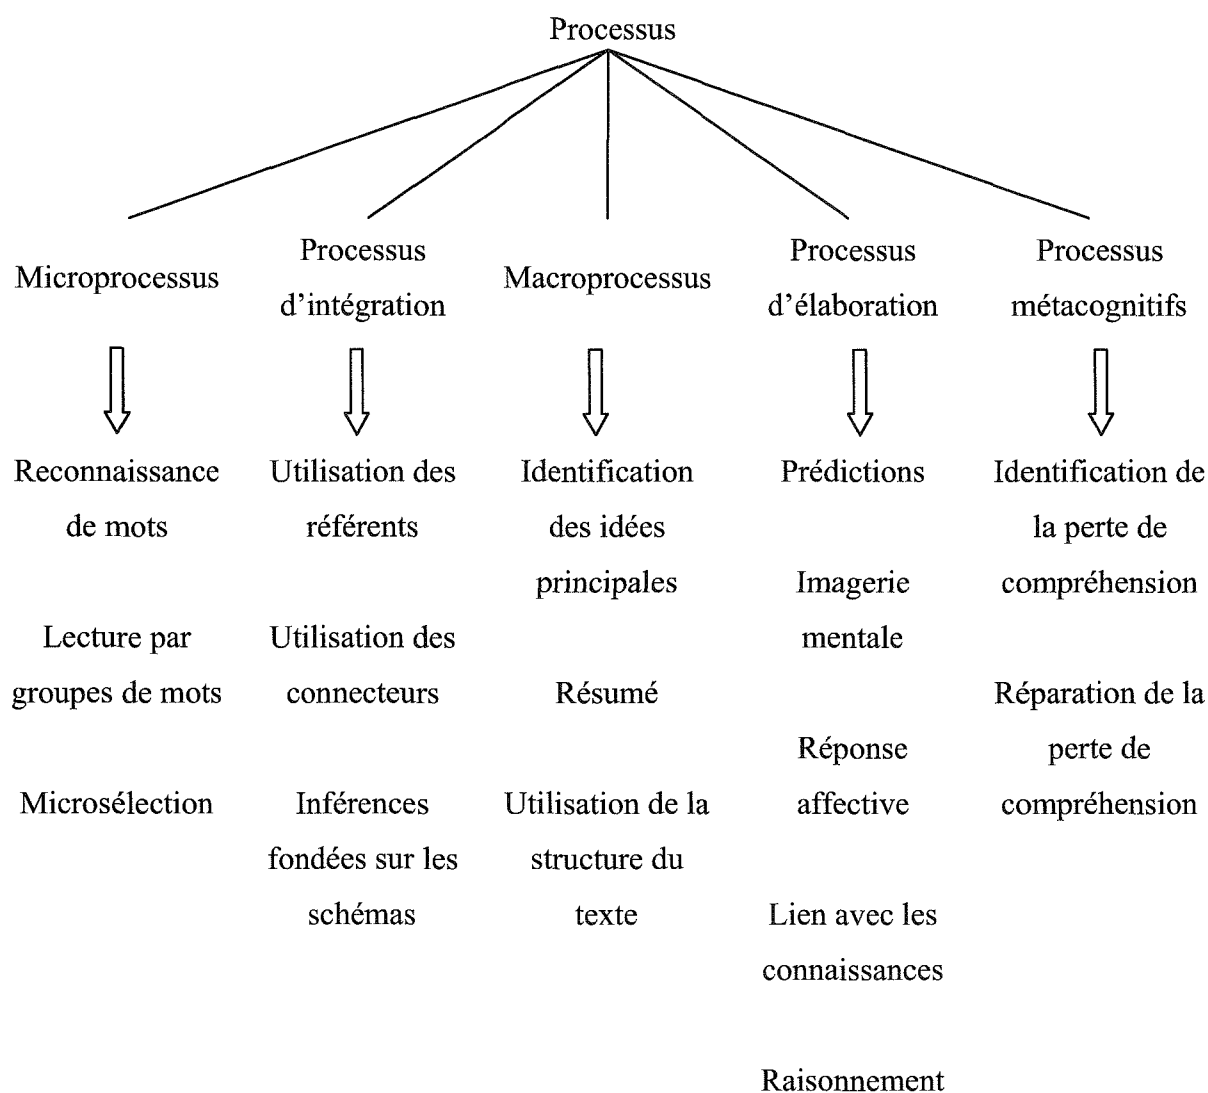 Processus
Microprocessus
Processus
d’intégration
Macroprocessus
Processus
d’élaboration
Processus
métacognitifs
Reconnaissance
de mots
Lecture par
groupes de mots
Microsélection
Utilisation des
référents
Utilisation des
connecteurs
Inférences
fondées sur les
schémas
Identification
des idées
principales
Résumé
Utilisation de la
structure du
texte
Prédictions
Imagerie
mentale
Réponse
affective
Lien avec les
connaissances
Raisonnement
Identification de
la perte de
compréhension
Réparation de la
perte de
compréhension